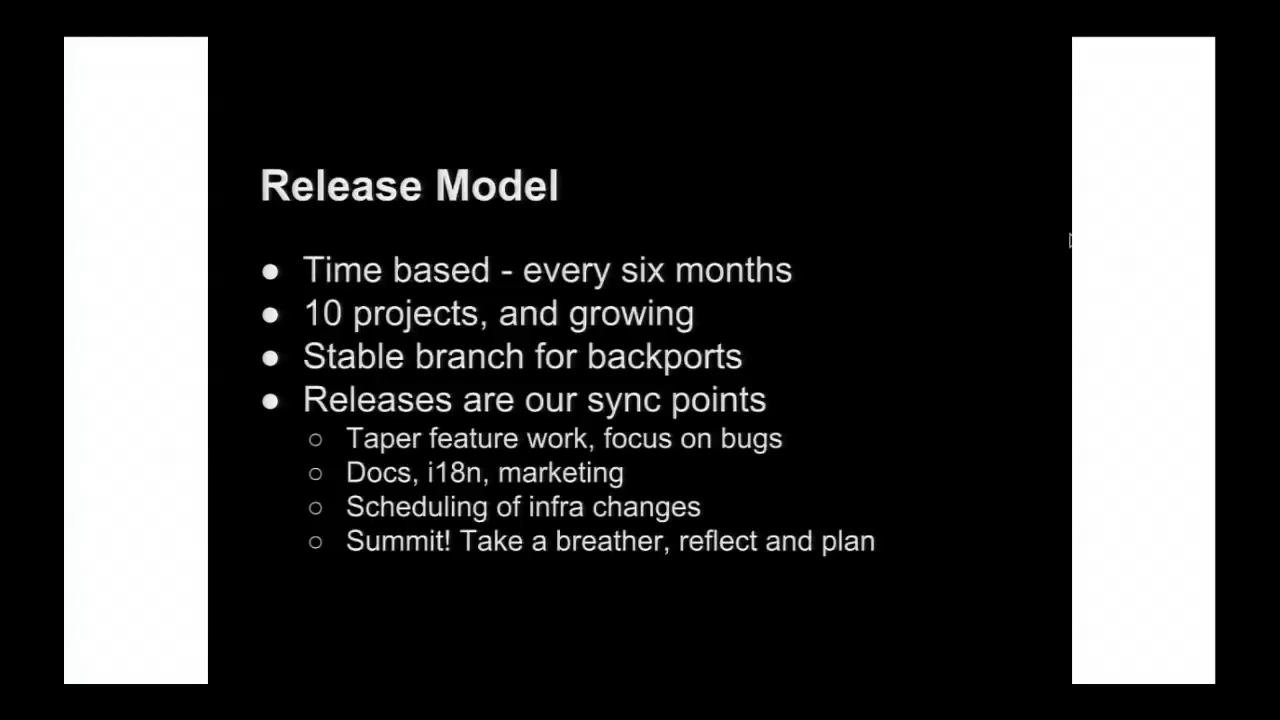 Release Model
● Time based - every six months
● 10 projects, and growing
● Stable branch for backports
● Releases are our sync points
○ Taper feature work, focus on bugs
○ Docs, i18n, marketing
○ Scheduling of infra changes
○ Summit! Take a breather, reflect and plan